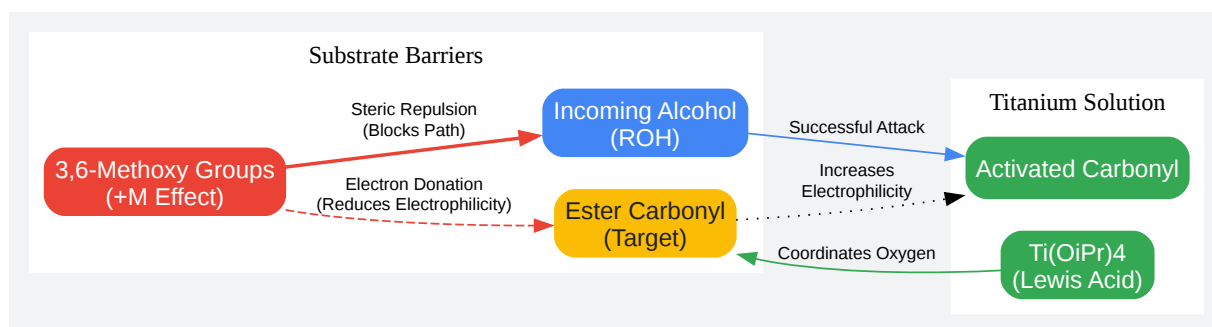 Substrate Barriers
Steric Repulsion
(Blocks Path)
Incoming Alcohol
(ROH)
3,6-Methoxy Groups
(+M Effect)
Electron Donation
(Reduces Electrophilicity)
Ester Carbonyl
(Target)
Successful Attack
Increases
Electrophilicity
Coordinates Oxygen
Titanium Solution
Activated Carbonyl
Ti(OiPr)4
(Lewis Acid)